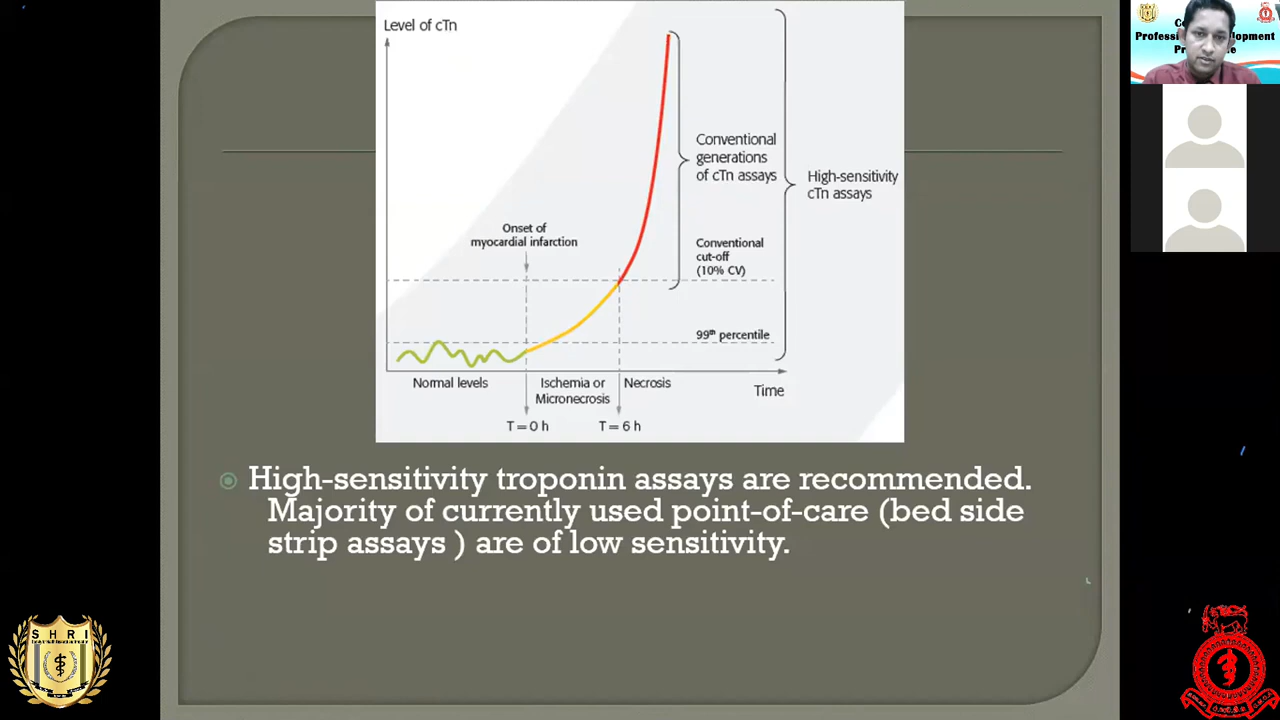 Level of cTn
Conventional
generations
of cTn assays
High-sensitivity
cTn assays
Onset of
myocardial infarction
Conventional
cut-off
(10% CV)
99th percentile
Normal levels
Ischemia or
Micronecrosis
Necrosis
Time
T = 0 h
T = 6 h
High-sensitivity troponin assays are recommended.
Majority of currently used point-of-care (bed side
strip assays ) are of low sensitivity.
SHRI